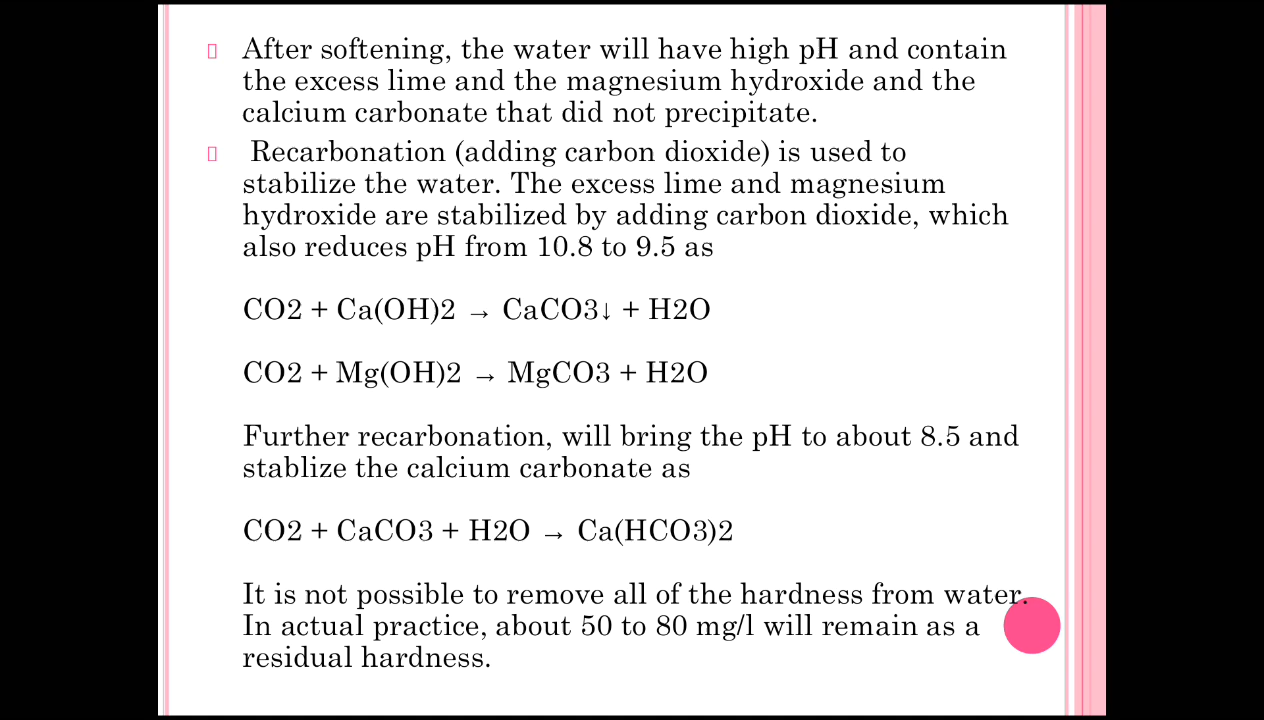 After softening, the water will have high pH and contain
the excess lime and the magnesium hydroxide and the
calcium carbonate that did not precipitate.
Recarbonation (adding carbon dioxide) is used to
stabilize the water. The excess lime and magnesium
hydroxide are stabilized by adding carbon dioxide, which
also reduces pH from 10.8 to 9.5 as
CO2 + Ca(OH)2 → CaCO3↓ + H2O
CO2 + Mg(OH)2 → MgCO3 + H2O
Further recarbonation, will bring the pH to about 8.5 and
stablize the calcium carbonate as
CO2 + CaCO3 + H2O → Ca(HCO3)2
It is not possible to remove all of the hardness from water.
In actual practice, about 50 to 80 mg/l will remain as a
residual hardness.